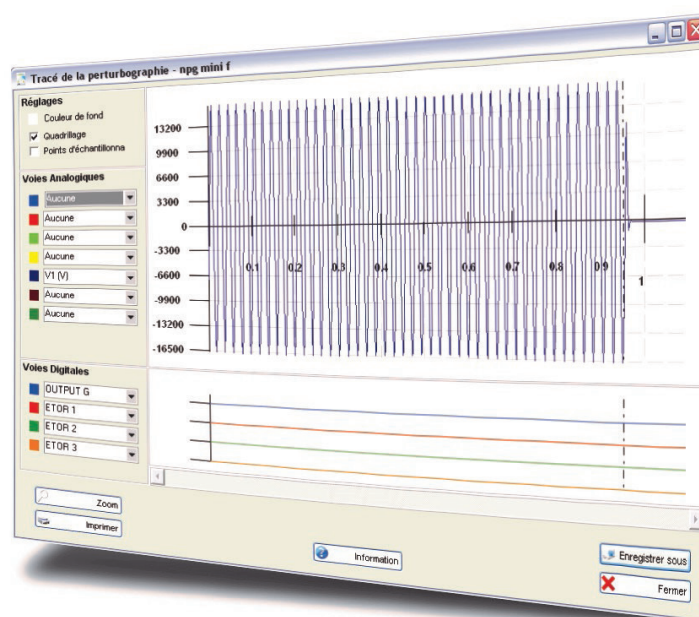 Tracé de la perturbographie - npg mini f
Réglages
Couleur de fond
Quadrillage
Points d'échantillonna
Voies Analogiques
Aucune
Aucune
Aucune
Aucune
V1 (V)
Aucune
Aucune
Voies Digitales
OUTPUT G
ETOR 1
ETOR 2
ETOR 3
13200
9900
6600
3300
0
-3300
-6600
-9900
-13200
-16500
0.1
0.2
0.3
0.4
0.5
0.6
0.7
0.8
0.9
1
Zoom
Imprimer
Information
Enregistrer sous
Fermer